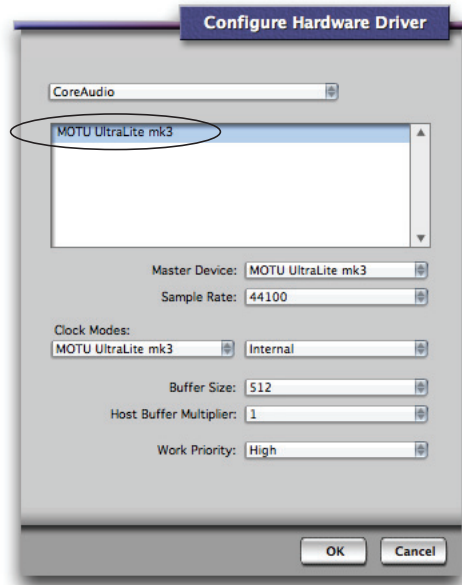 Configure Hardware Driver
CoreAudio
MOTU UltraLite mk3
Master Device: MOTU UltraLite mk3
Sample Rate: 44100
Clock Modes:
MOTU UltraLite mk3 Internal
Buffer Size: 512
Host Buffer Multiplier: 1
Work Priority: High
OK Cancel